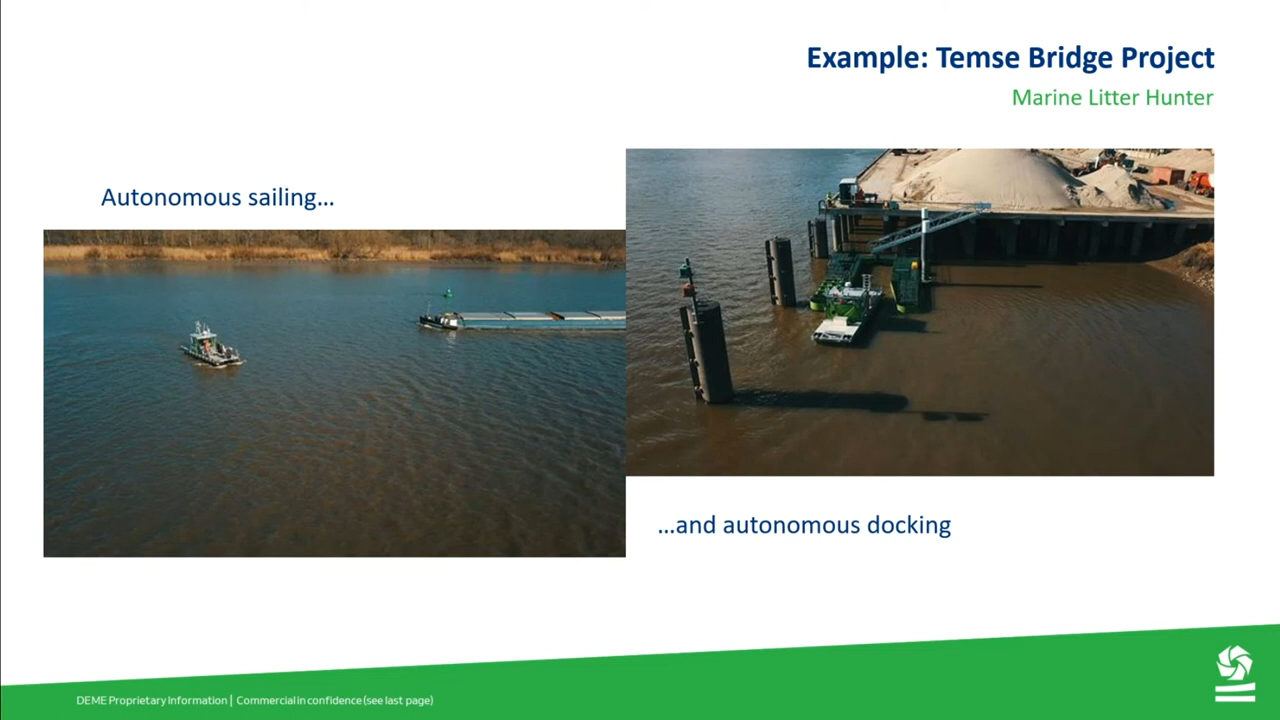 Example: Temse Bridge Project
Marine Litter Hunter
Autonomous sailing…
…and autonomous docking
DEME Proprietary Information | Commercial in confidence (see last page)